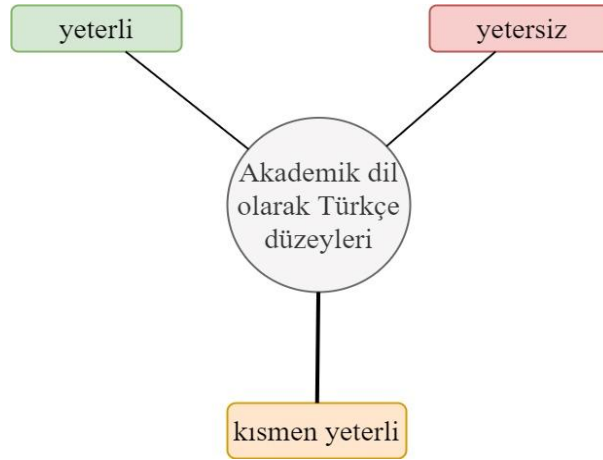 yeterli
yetersiz
Akademik dil
olarak Türkçe
düzeyleri
kısmen yeterli